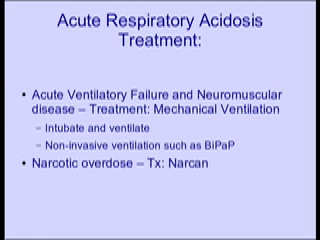 Acute Respiratory Acidosis
Treatment:
• Acute Ventilatory Failure and Neuromuscular
disease – Treatment: Mechanical Ventilation
– Intubate and ventilate
– Non-invasive ventilation such as BiPaP
• Narcotic overdose – Tx: Narcan